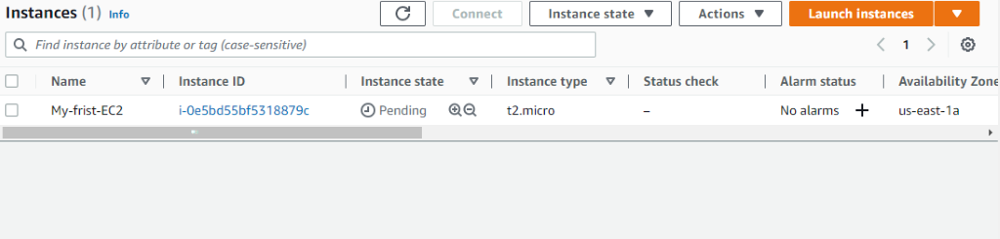 Instances (1) Info Connect Instance state Actions Launch instances
Find instance by attribute or tag (case-sensitive) 1
Name Instance ID Instance state Instance type Status check Alarm status Availability Zone
My-frist-EC2 i-0e5bd55bf5318879c Pending t2.micro – No alarms + us-east-1a